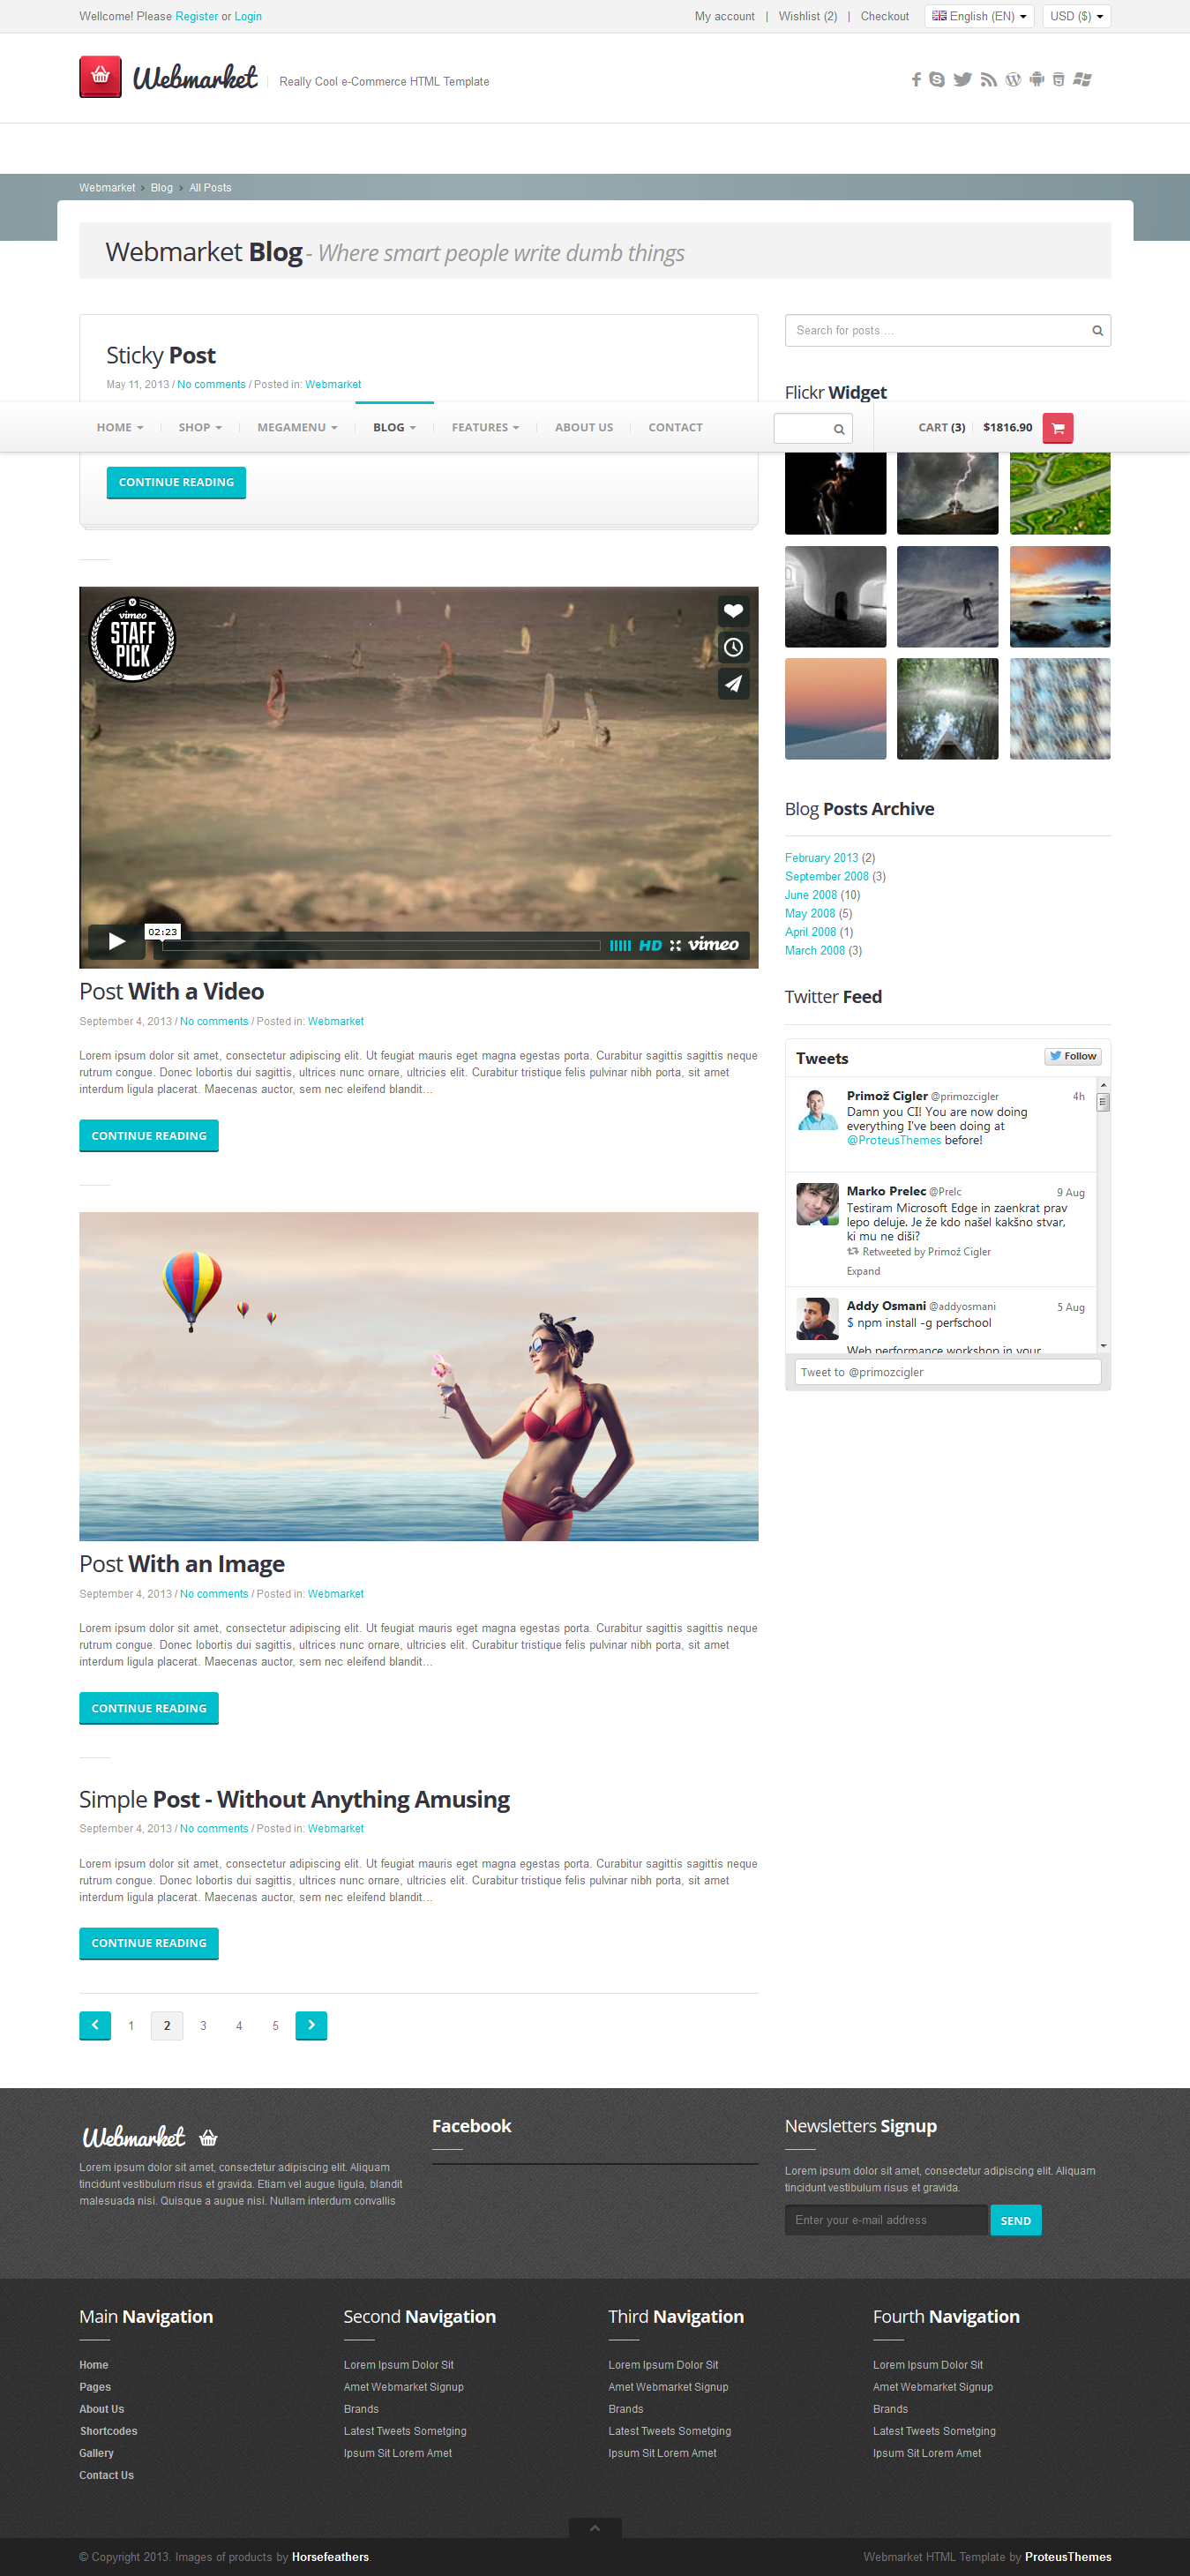 Wellcome! Please Register or Login
My account | Wishlist (2) | Checkout
English (EN)
USD ($)
Webmarket
Really Cool e-Commerce HTML Template
Webmarket › Blog › All Posts
Webmarket Blog - Where smart people write dumb things
Sticky Post
May 11, 2013 / No comments / Posted in: Webmarket
Search for posts ...
Flickr Widget
HOME
SHOP
MEGAMENU
BLOG
FEATURES
ABOUT US
CONTACT
CART (3)
$1816.90
CONTINUE READING
vimeo
STAFF
PICK
02:23
HD
vimeo
Post With a Video
September 4, 2013 / No comments / Posted in: Webmarket
Lorem ipsum dolor sit amet, consectetur adipiscing elit. Ut feugiat mauris eget magna egestas porta. Curabitur sagittis sagittis neque
rutrum congue. Donec lobortis dui sagittis, ultrices nunc ornare, ultricies elit. Curabitur tristique felis pulvinar nibh porta, sit amet
interdum ligula placerat. Maecenas auctor, sem nec eleifend blandit...
CONTINUE READING
Post With an Image
September 4, 2013 / No comments / Posted in: Webmarket
Lorem ipsum dolor sit amet, consectetur adipiscing elit. Ut feugiat mauris eget magna egestas porta. Curabitur sagittis sagittis neque
rutrum congue. Donec lobortis dui sagittis, ultrices nunc ornare, ultricies elit. Curabitur tristique felis pulvinar nibh porta, sit amet
interdum ligula placerat. Maecenas auctor, sem nec eleifend blandit...
CONTINUE READING
Simple Post - Without Anything Amusing
September 4, 2013 / No comments / Posted in: Webmarket
Lorem ipsum dolor sit amet, consectetur adipiscing elit. Ut feugiat mauris eget magna egestas porta. Curabitur sagittis sagittis neque
rutrum congue. Donec lobortis dui sagittis, ultrices nunc ornare, ultricies elit. Curabitur tristique felis pulvinar nibh porta, sit amet
interdum ligula placerat. Maecenas auctor, sem nec eleifend blandit...
CONTINUE READING
1 2 3 4 5
Blog Posts Archive
February 2013 (2)
September 2008 (3)
June 2008 (10)
May 2008 (5)
April 2008 (1)
March 2008 (3)
Twitter Feed
Tweets
Follow
Primož Cigler @primozcigler 4h
Damn you CI! You are now doing
everything I've been doing at
@ProteusThemes before!
Marko Prelec @Prelc 9 Aug
Testiram Microsoft Edge in zaenkrat prav
lepo deluje. Je že kdo našel kakšno stvar,
ki mu ne diši?
Retweeted by Primož Cigler
Expand
Addy Osmani @addyosmani 5 Aug
$ npm install -g perfschool
Web performance workshop in your
Tweet to @primozcigler
Webmarket
Lorem ipsum dolor sit amet, consectetur adipiscing elit. Aliquam
tincidunt vestibulum risus et gravida. Etiam vel augue ligula, blandit
malesuada nisi. Quisque a augue nisi. Nullam interdum convallis
Facebook
Newsletters Signup
Lorem ipsum dolor sit amet, consectetur adipiscing elit. Aliquam
tincidunt vestibulum risus et gravida.
Enter your e-mail address
SEND
Main Navigation
Home
Pages
About Us
Shortcodes
Gallery
Contact Us
Second Navigation
Lorem Ipsum Dolor Sit
Amet Webmarket Signup
Brands
Latest Tweets Sometging
Ipsum Sit Lorem Amet
Third Navigation
Lorem Ipsum Dolor Sit
Amet Webmarket Signup
Brands
Latest Tweets Sometging
Ipsum Sit Lorem Amet
Fourth Navigation
Lorem Ipsum Dolor Sit
Amet Webmarket Signup
Brands
Latest Tweets Sometging
Ipsum Sit Lorem Amet
© Copyright 2013. Images of products by Horsefeathers.
Webmarket HTML Template by ProteusThemes